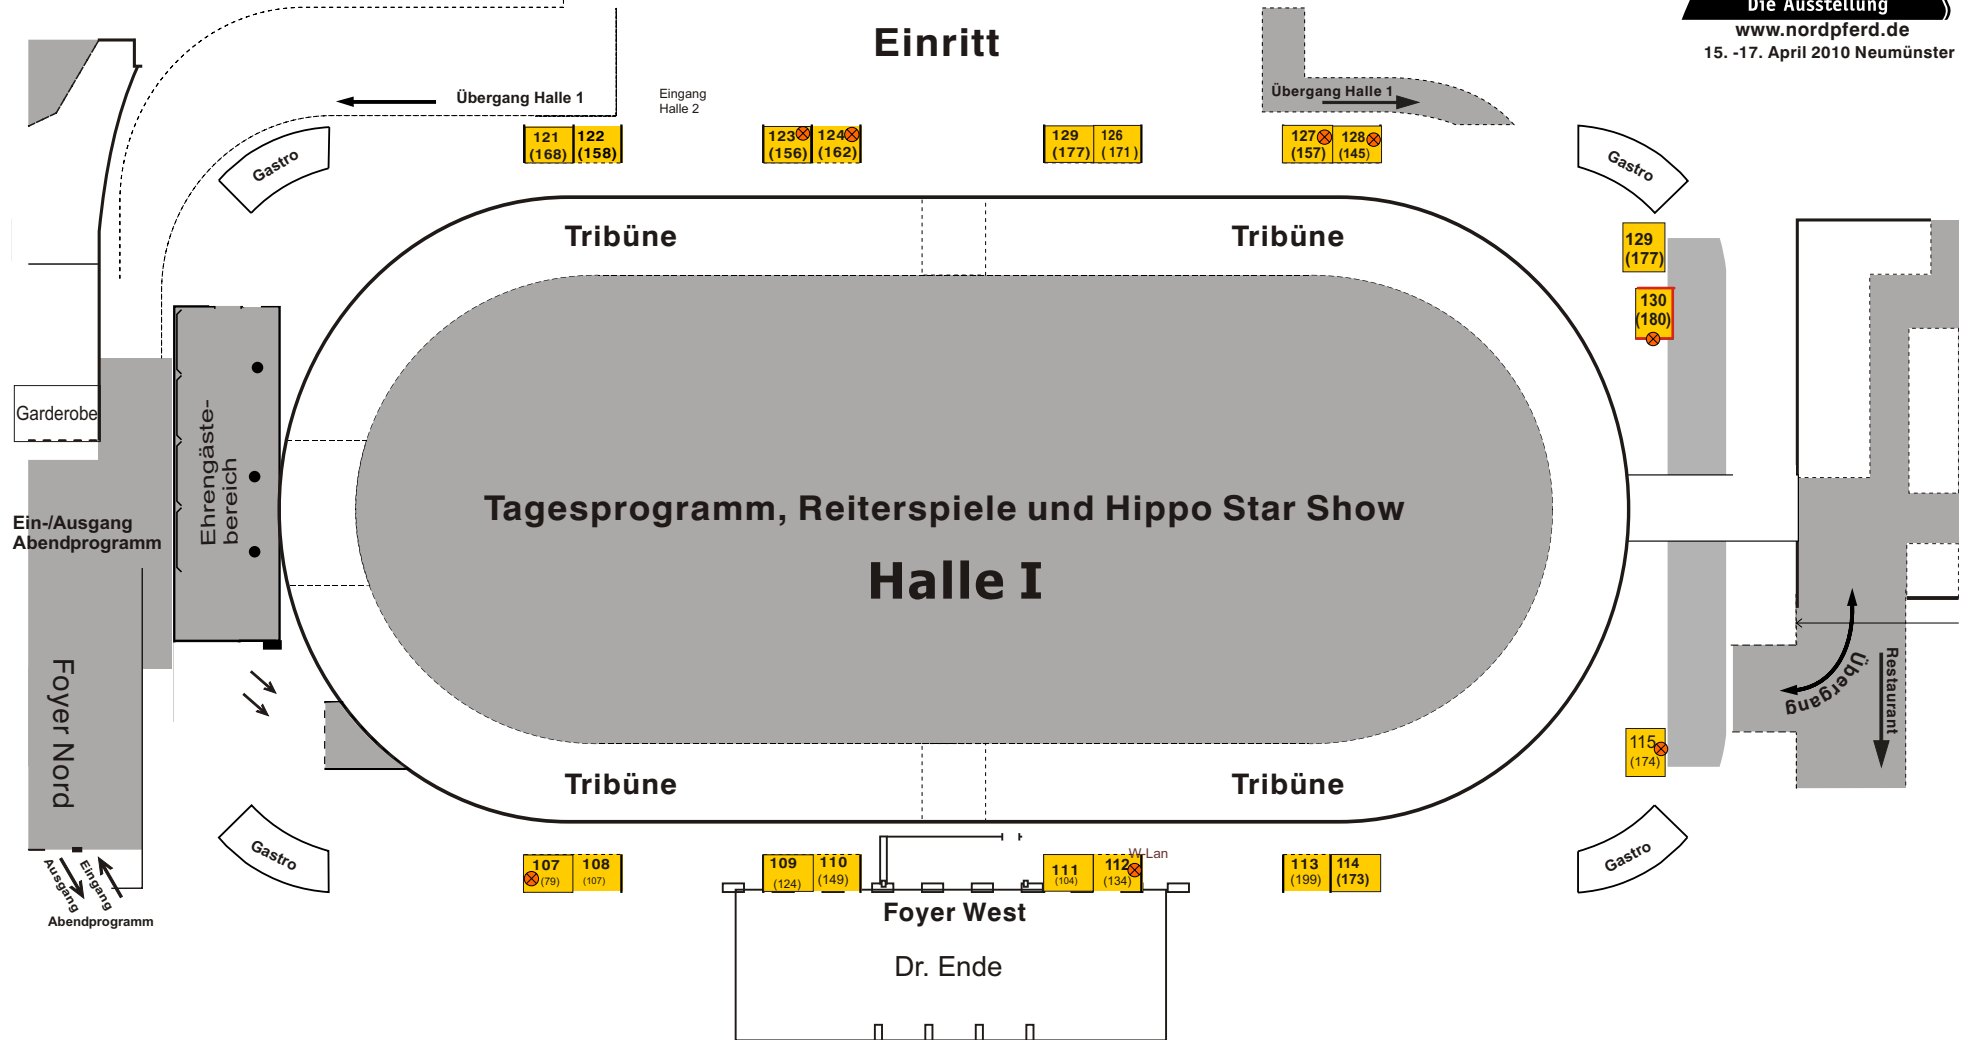 Die Ausstellung
www.nordpferd.de
15. -17. April 2010 Neumünster
Einritt
Übergang Halle 1
Eingang
Halle 2
Übergang Halle 1
121
(168)
122
(158)
123
(156)
124
(162)
129
(177)
126
(171)
127
(157)
128
(145)
Gastro
Gastro
Tribüne
Tribüne
129
(177)
130
(180)
Garderobe
Ehrengäste-
bereich
Ein-/Ausgang
Abendprogramm
Tagesprogramm, Reiterspiele und Hippo Star Show
Halle I
Foyer Nord
Übergang
Restaurant
115
(174)
Tribüne
Tribüne
Gastro
Gastro
107
(79)
108
(107)
109
(124)
110
(149)
111
(104)
112
(134)
W-Lan
113
(199)
114
(173)
Ausgang
Eingang
Abendprogramm
Foyer West
Dr. Ende